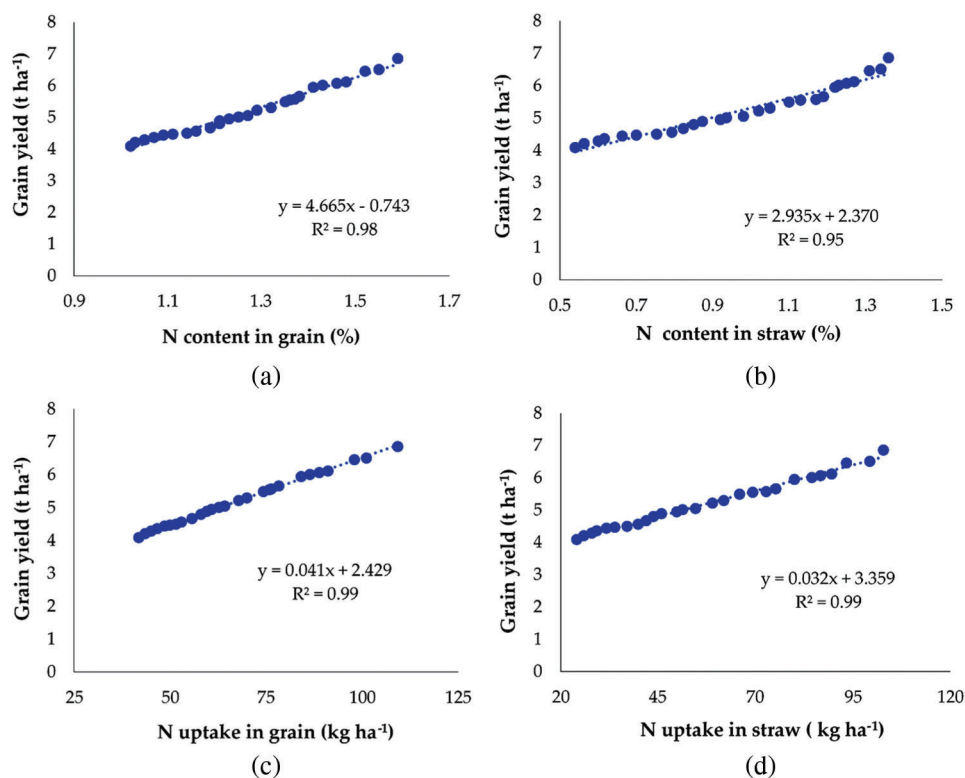 8
7
6
5
4
3
2
1
0
Grain yield (t ha⁻¹)
y = 4.665x - 0.743
R² = 0.98
0.9 1.1 1.3 1.5 1.7
N content in grain (%)
(a)
8
7
6
5
4
3
2
1
0
Grain yield (t ha⁻¹)
y = 2.935x + 2.370
R² = 0.95
0.5 0.7 0.9 1.1 1.3 1.5
N content in straw (%)
(b)
8
7
6
5
4
3
2
1
0
Grain yield (t ha⁻¹)
y = 0.041x + 2.429
R² = 0.99
25 50 75 100 125
N uptake in grain (kg ha⁻¹)
(c)
8
7
6
5
4
3
2
1
0
Grain yield (t ha⁻¹)
y = 0.032x + 3.359
R² = 0.99
20 45 70 95 120
N uptake in straw ( kg ha⁻¹)
(d)